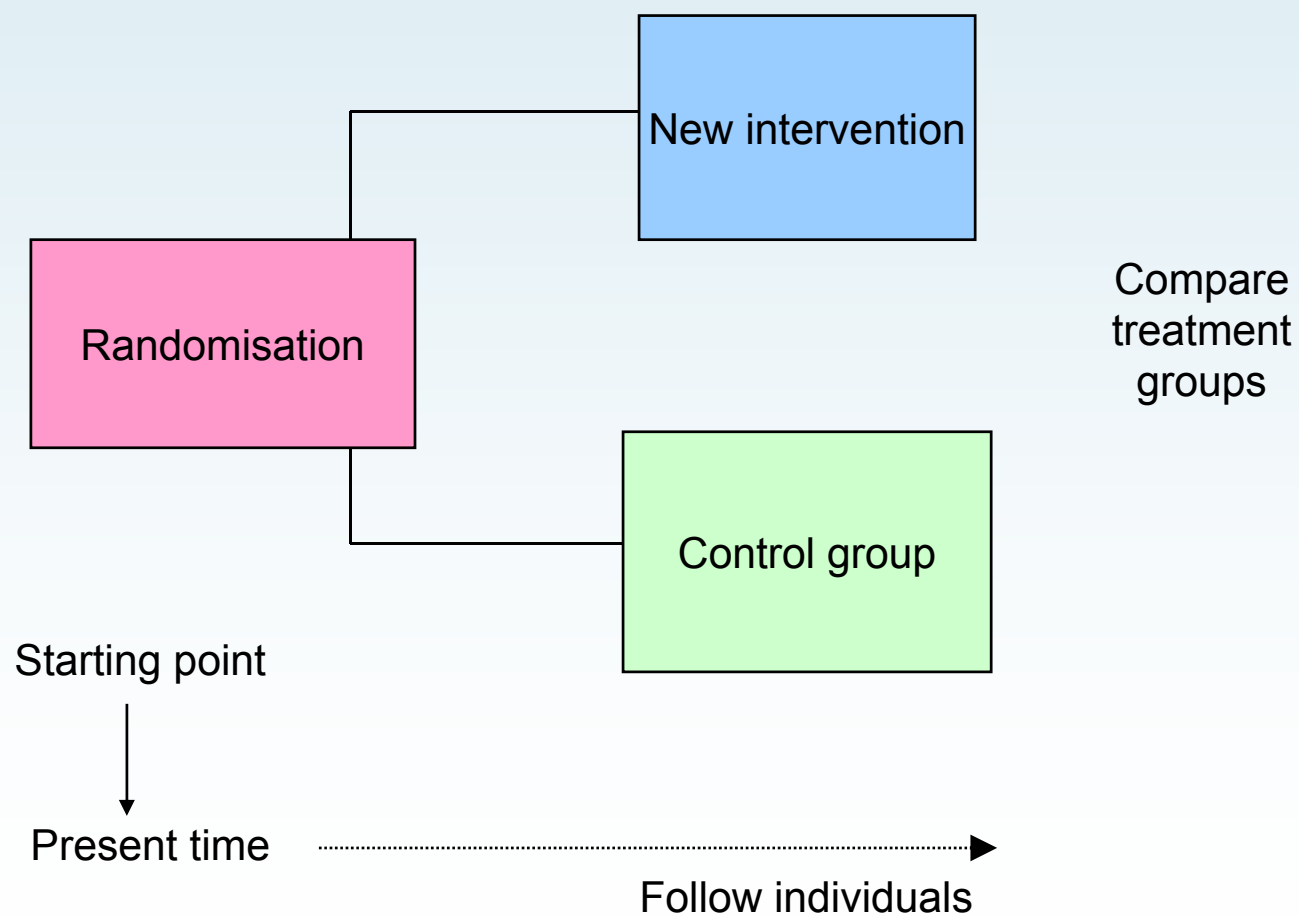 New intervention
Randomisation
Compare
treatment
groups
Control group
Starting point
Present time
Follow individuals